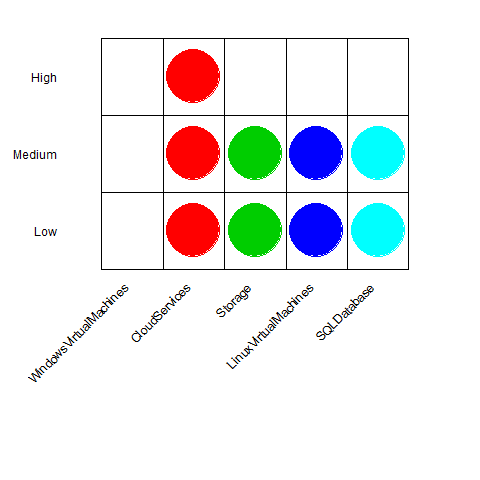 High
Medium
Low
WindowsVirtualMachines
CloudServices
Storage
LinuxVirtualMachines
SQLDatabase